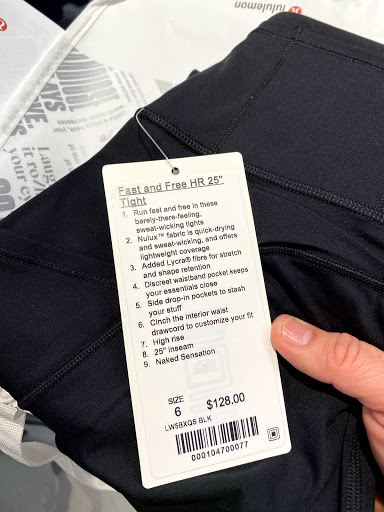 lululemon
Fast and Free HR 25"
Tight
1. Run fast and free in these
barely-there-feeling,
sweat-wicking tights
2. Nulux™ fabric is quick-drying
and sweat-wicking, and offers
lightweight coverage
3. Added Lycra® fibre for stretch
and shape retention
4. Discreet waistband pocket keeps
your essentials close
5. Side drop-in pockets to stash
your stuff
6. Cinch the interior waist
drawcord to customize your fit
7. High rise
8. 25" inseam
9. Naked Sensation
SIZE
6 $128.00
LW5BXQS BLK
000104700077